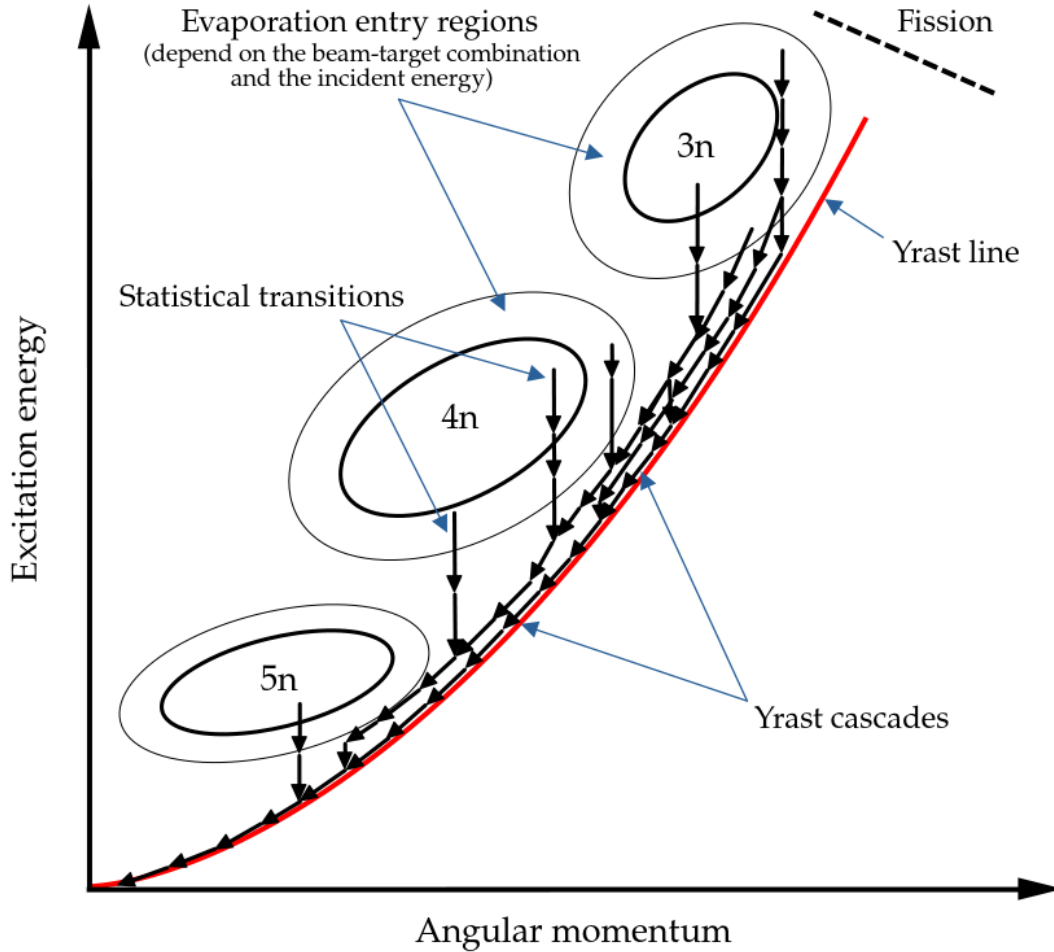 Evaporation entry regions
(depend on the beam-target combination
and the incident energy)
Fission
3n
Yrast line
Statistical transitions
4n
Excitation energy
5n
Yrast cascades
Angular momentum